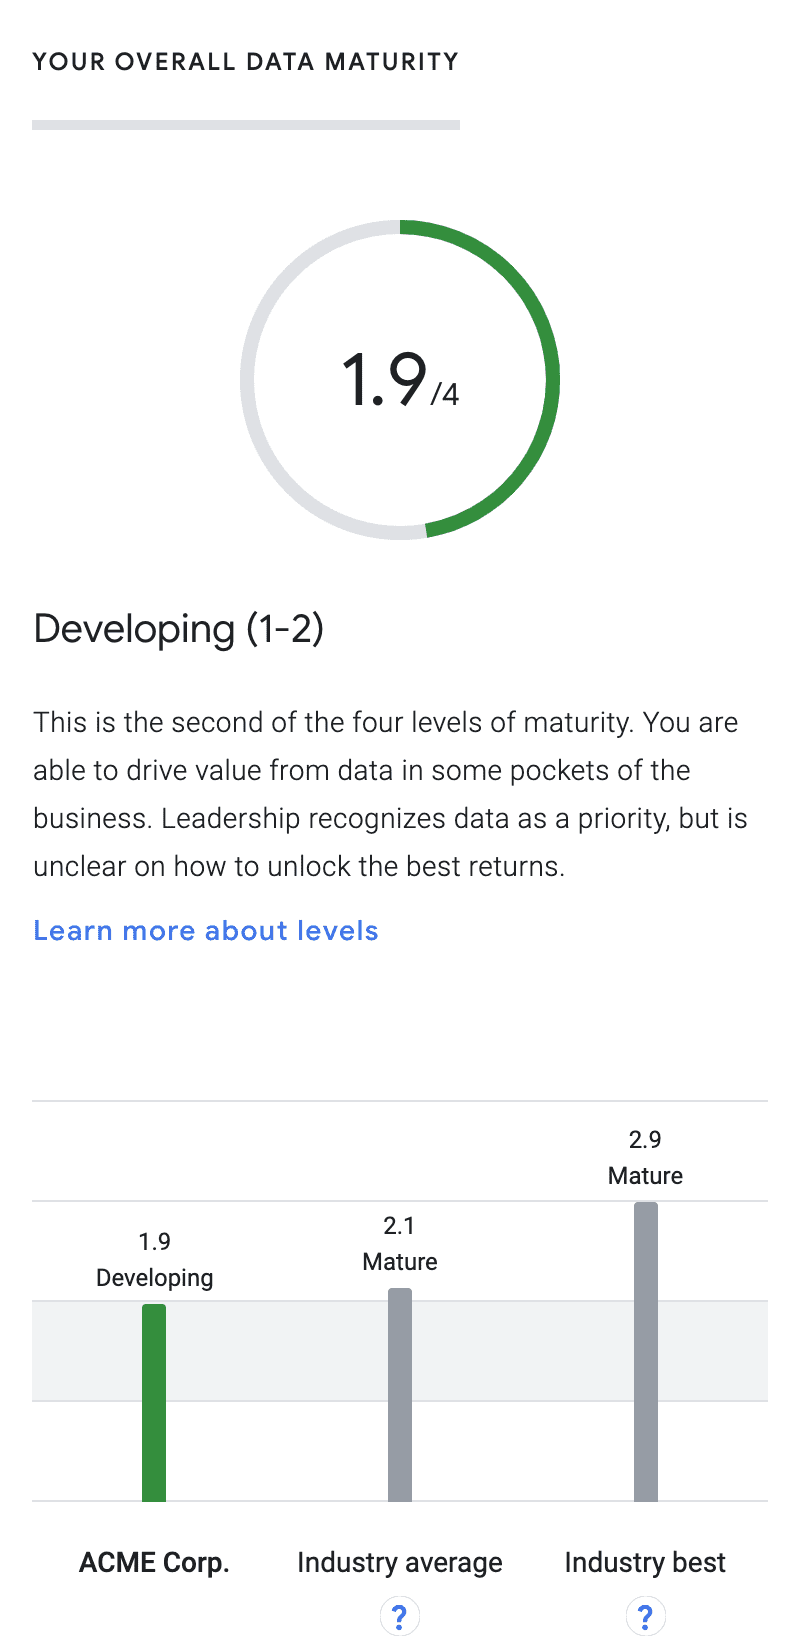 YOUR OVERALL DATA MATURITY
1.9/4
Developing (1-2)
This is the second of the four levels of maturity. You are
able to drive value from data in some pockets of the
business. Leadership recognizes data as a priority, but is
unclear on how to unlock the best returns.
Learn more about levels
1.9
Developing
2.1
Mature
2.9
Mature
ACME Corp.
Industry average
?
Industry best
?